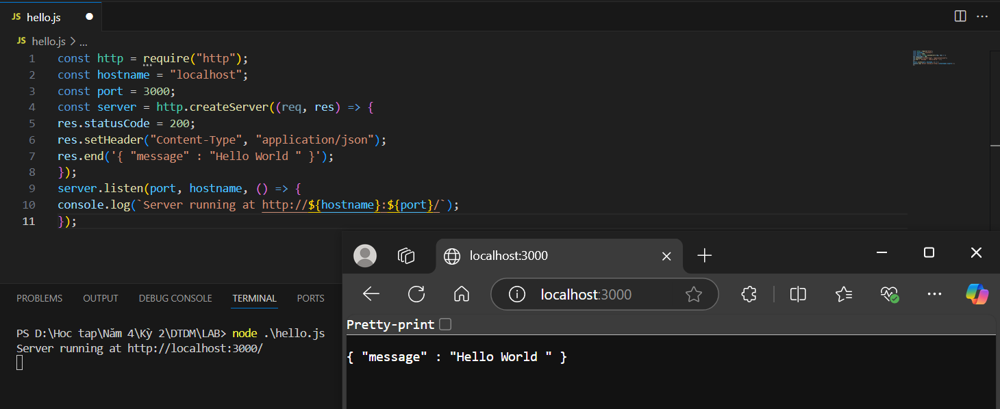 JS hello.js
JS hello.js > ...
1 const http = require("http");
2 const hostname = "localhost";
3 const port = 3000;
4 const server = http.createServer((req, res) => {
5 res.statusCode = 200;
6 res.setHeader("Content-Type", "application/json");
7 res.end('{ "message" : "Hello World " }');
8 });
9 server.listen(port, hostname, () => {
10 console.log(`Server running at http://${hostname}:${port}/`);
11 });
PROBLEMS OUTPUT DEBUG CONSOLE TERMINAL PORTS
PS D:\Hoc tap\Năm 4\Kỳ 2\DTDM\LAB> node .\hello.js
Server running at http://localhost:3000/
localhost:3000
localhost:3000
Pretty-print
{ "message" : "Hello World " }